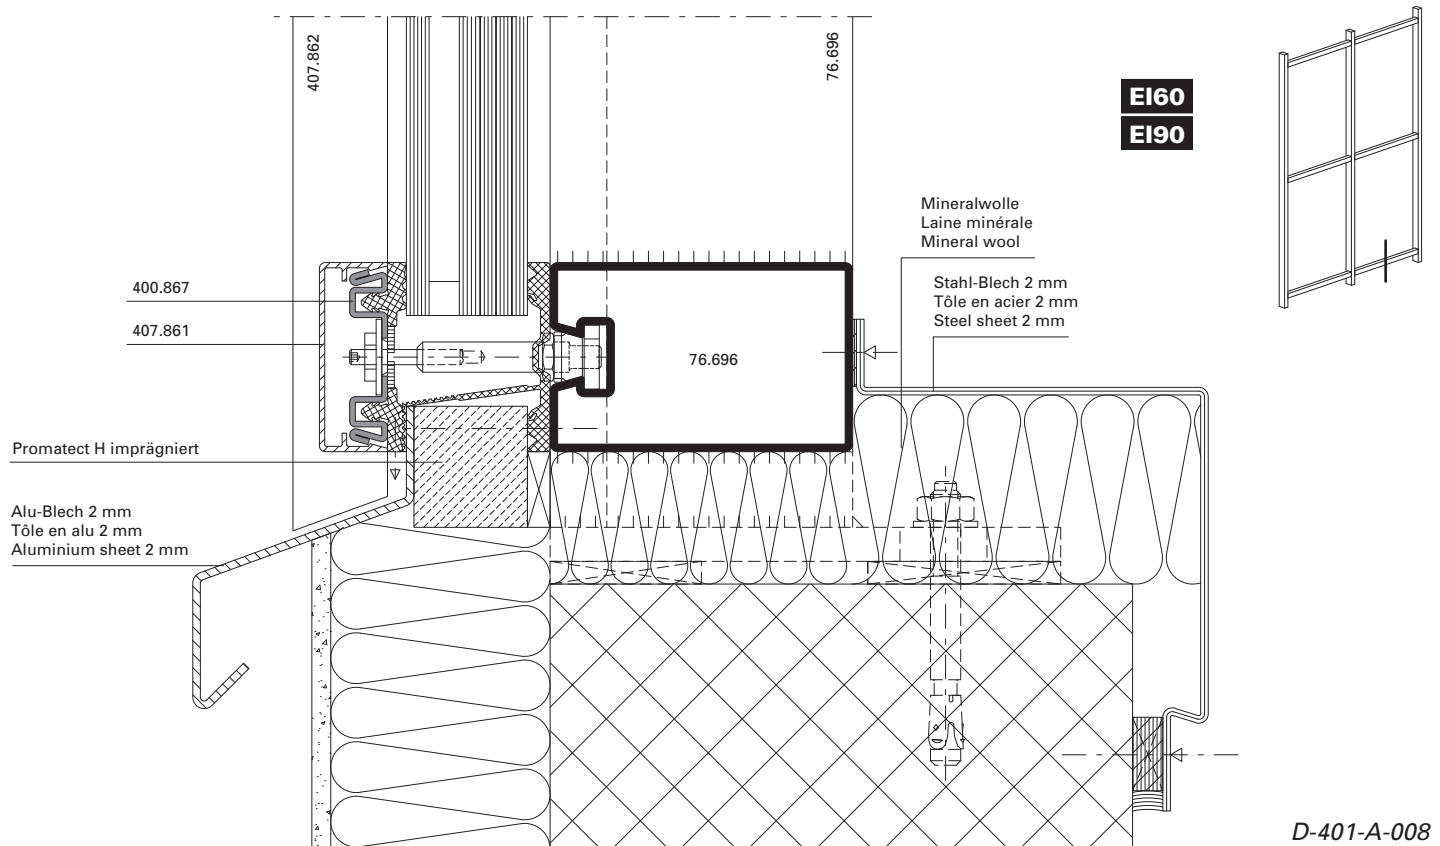 407.862
76.696
EI60
EI90
Mineralwolle
Laine minérale
Mineral wool
400.867
407.861
Stahl-Blech 2 mm
Tôle en acier 2 mm
Steel sheet 2 mm
76.696
Promatect H imprägniert
Alu-Blech 2 mm
Tôle en alu 2 mm
Aluminium sheet 2 mm
D-401-A-008